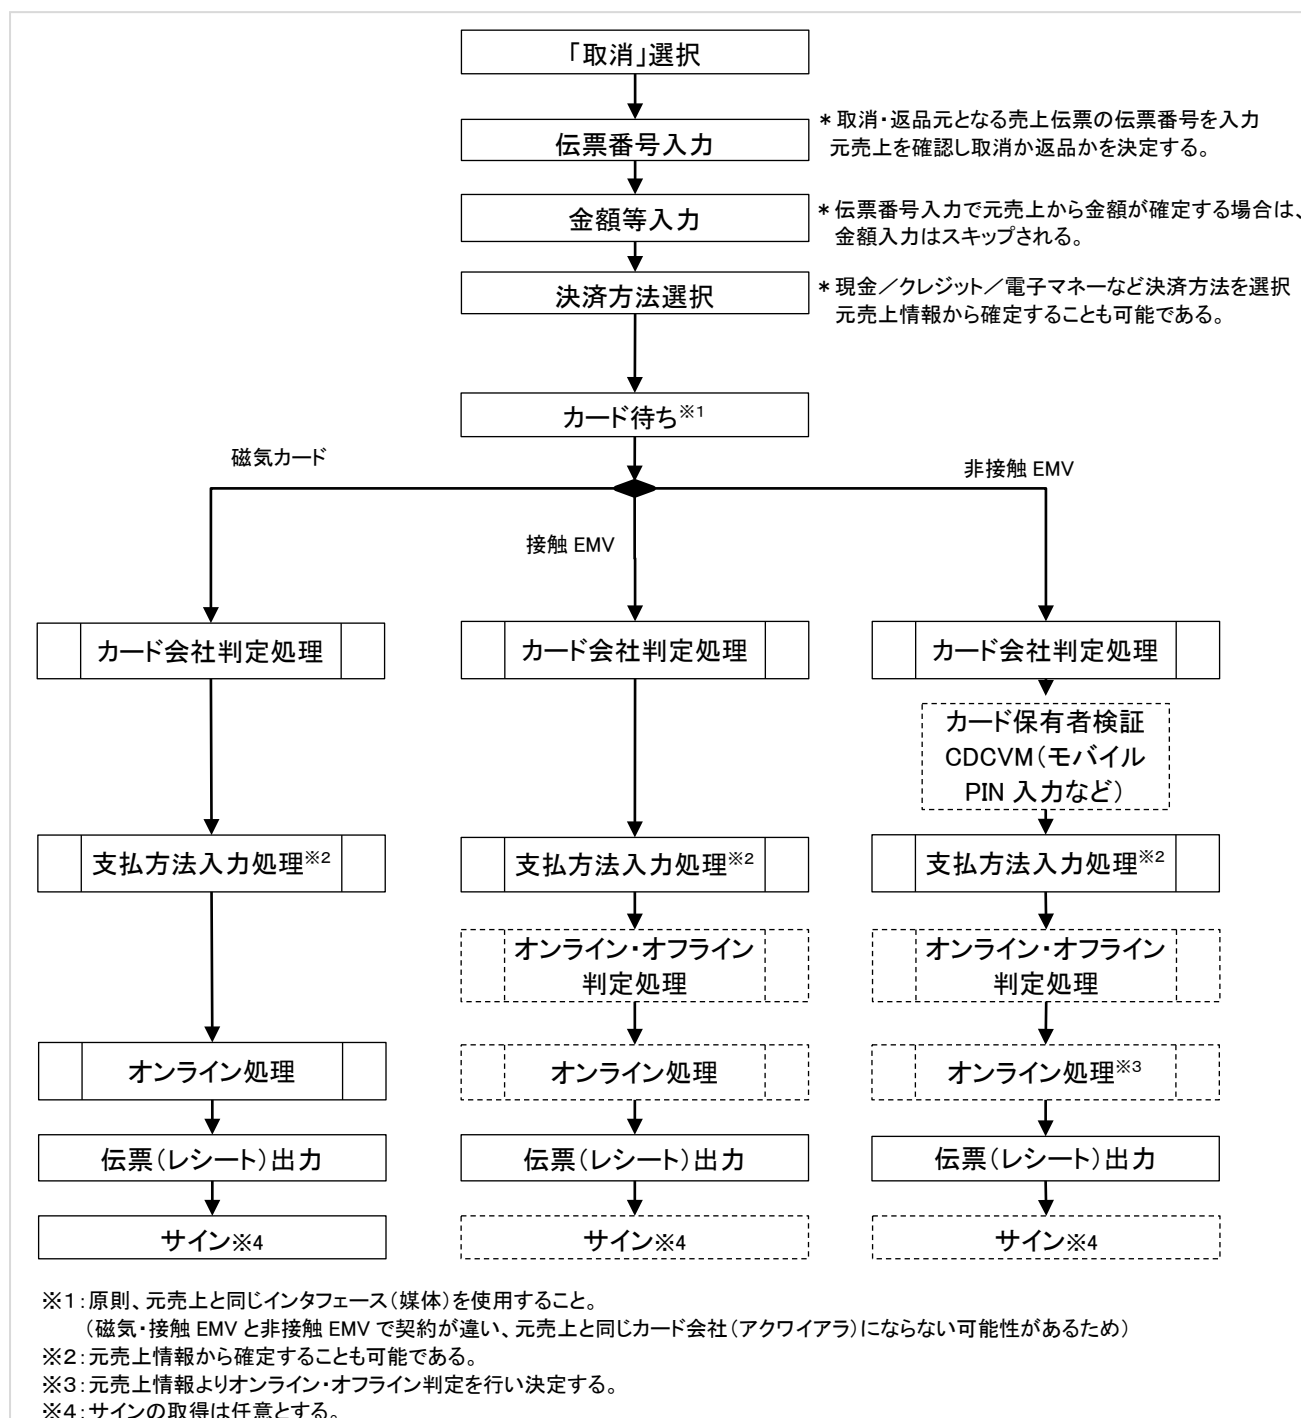 「取消」選択
伝票番号入力
＊取消・返品元となる売上伝票の伝票番号を入力
元売上を確認し取消か返品かを決定する。
金額等入力
＊伝票番号入力で元売上から金額が確定する場合は、
金額入力はスキップされる。
決済方法選択
＊現金／クレジット／電子マネーなど決済方法を選択
元売上情報から確定することも可能である。
カード待ち※1
磁気カード
接触 EMV
非接触 EMV
カード会社判定処理
カード会社判定処理
カード会社判定処理
カード保有者検証
CDCVM（モバイル
PIN 入力など）
支払方法入力処理※2
支払方法入力処理※2
支払方法入力処理※2
オンライン・オフライン
判定処理
オンライン・オフライン
判定処理
オンライン処理
オンライン処理
オンライン処理※3
伝票（レシート）出力
伝票（レシート）出力
伝票（レシート）出力
サイン※4
サイン※4
サイン※4
※1：原則、元売上と同じインタフェース（媒体）を使用すること。
（磁気・接触 EMV と非接触 EMV で契約が違い、元売上と同じカード会社（アクワイアラ）にならない可能性があるため）
※2：元売上情報から確定することも可能である。
※3：元売上情報よりオンライン・オフライン判定を行い決定する。
※4：サインの取得は任意とする。